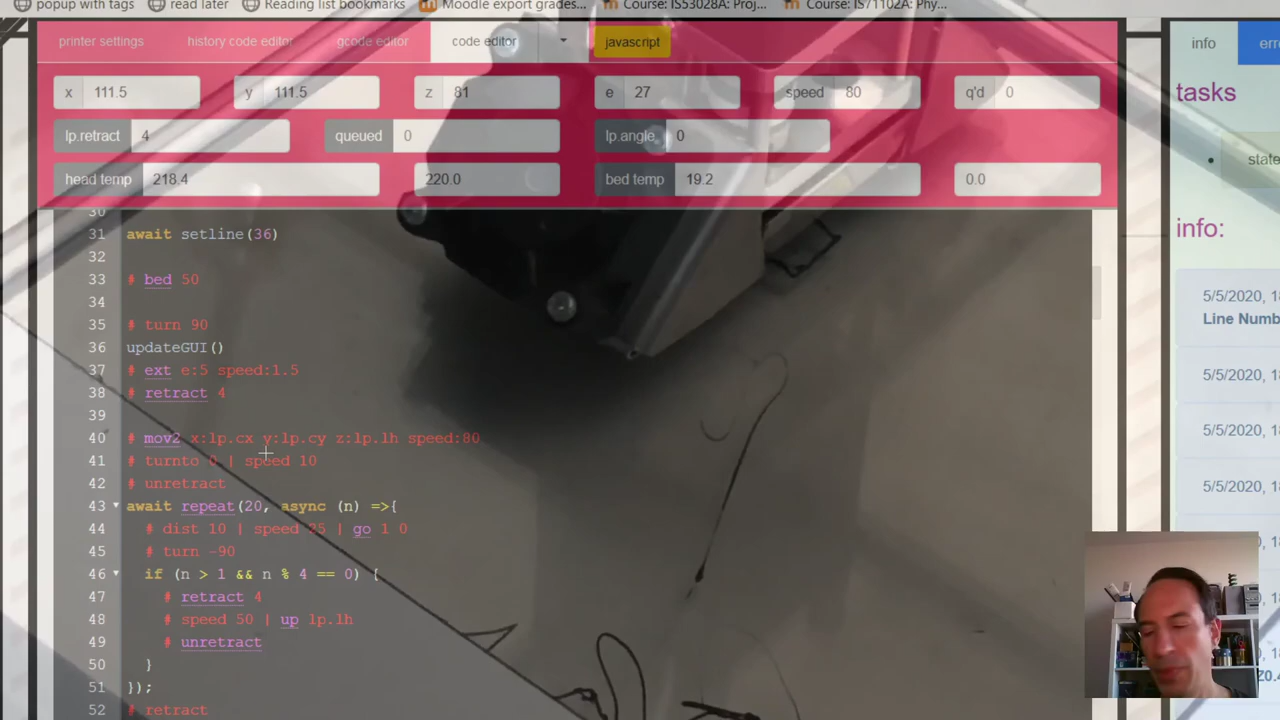 popup with tags read later Reading list bookmarks Moodle export grades... Course: IS53028A: Proj... Course: IS71102A: Phy...
printer settings history code editor gcode editor code editor javascript info
x 111.5 y 111.5 z 81 e 27 speed 80 q'd 0
tasks
lp.retract 4 queued 0 lp.angle 0
state
head temp 218.4 220.0 bed temp 19.2 0.0
info:
30
31 await setline(36)
32
33 # bed 50
34
35 # turn 90
36 updateGUI()
37 # ext e:5 speed:1.5
38 # retract 4
39
40 # mov2 x:lp.cx y:lp.cy z:lp.lh speed:80
41 # turnto 0 | speed 10
42 # unretract
43 await repeat(20, async (n) =>{
44 # dist 10 | speed 25 | go 1 0
45 # turn -90
46 if (n > 1 && n % 4 == 0) {
47 # retract 4
48 # speed 50 | up lp.lh
49 # unretract
50 }
51 });
52 # retract
5/5/2020, 18
Line Numb
5/5/2020, 18
5/5/2020, 18
5/5/2020, 18